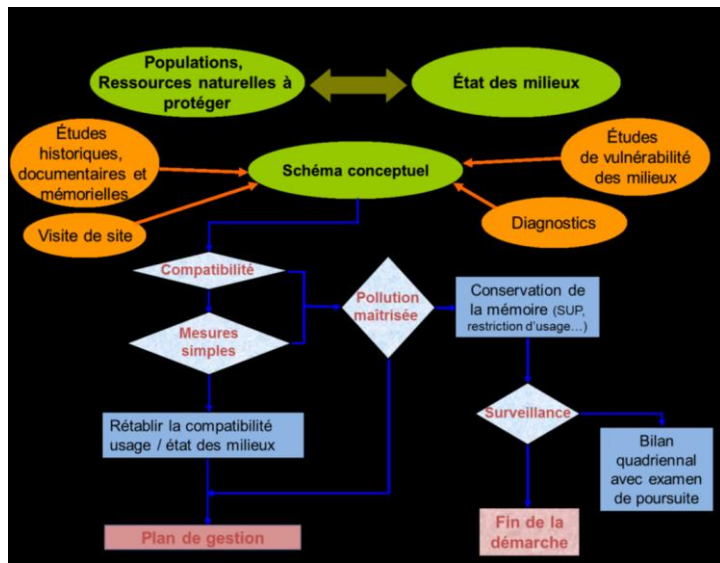 Populations,
Ressources naturelles à
protéger
État des milieux
Études
historiques,
documentaires et
mémorielles
Schéma conceptuel
Études
de vulnérabilité
des milieux
Visite de site
Diagnostics
Compatibilité
Pollution
maîtrisée
Conservation de
la mémoire (SUP,
restriction d'usage…)
Mesures
simples
Surveillance
Rétablir la compatibilité
usage / état des milieux
Bilan
quadriennal
avec examen
de poursuite
Plan de gestion
Fin de la
démarche